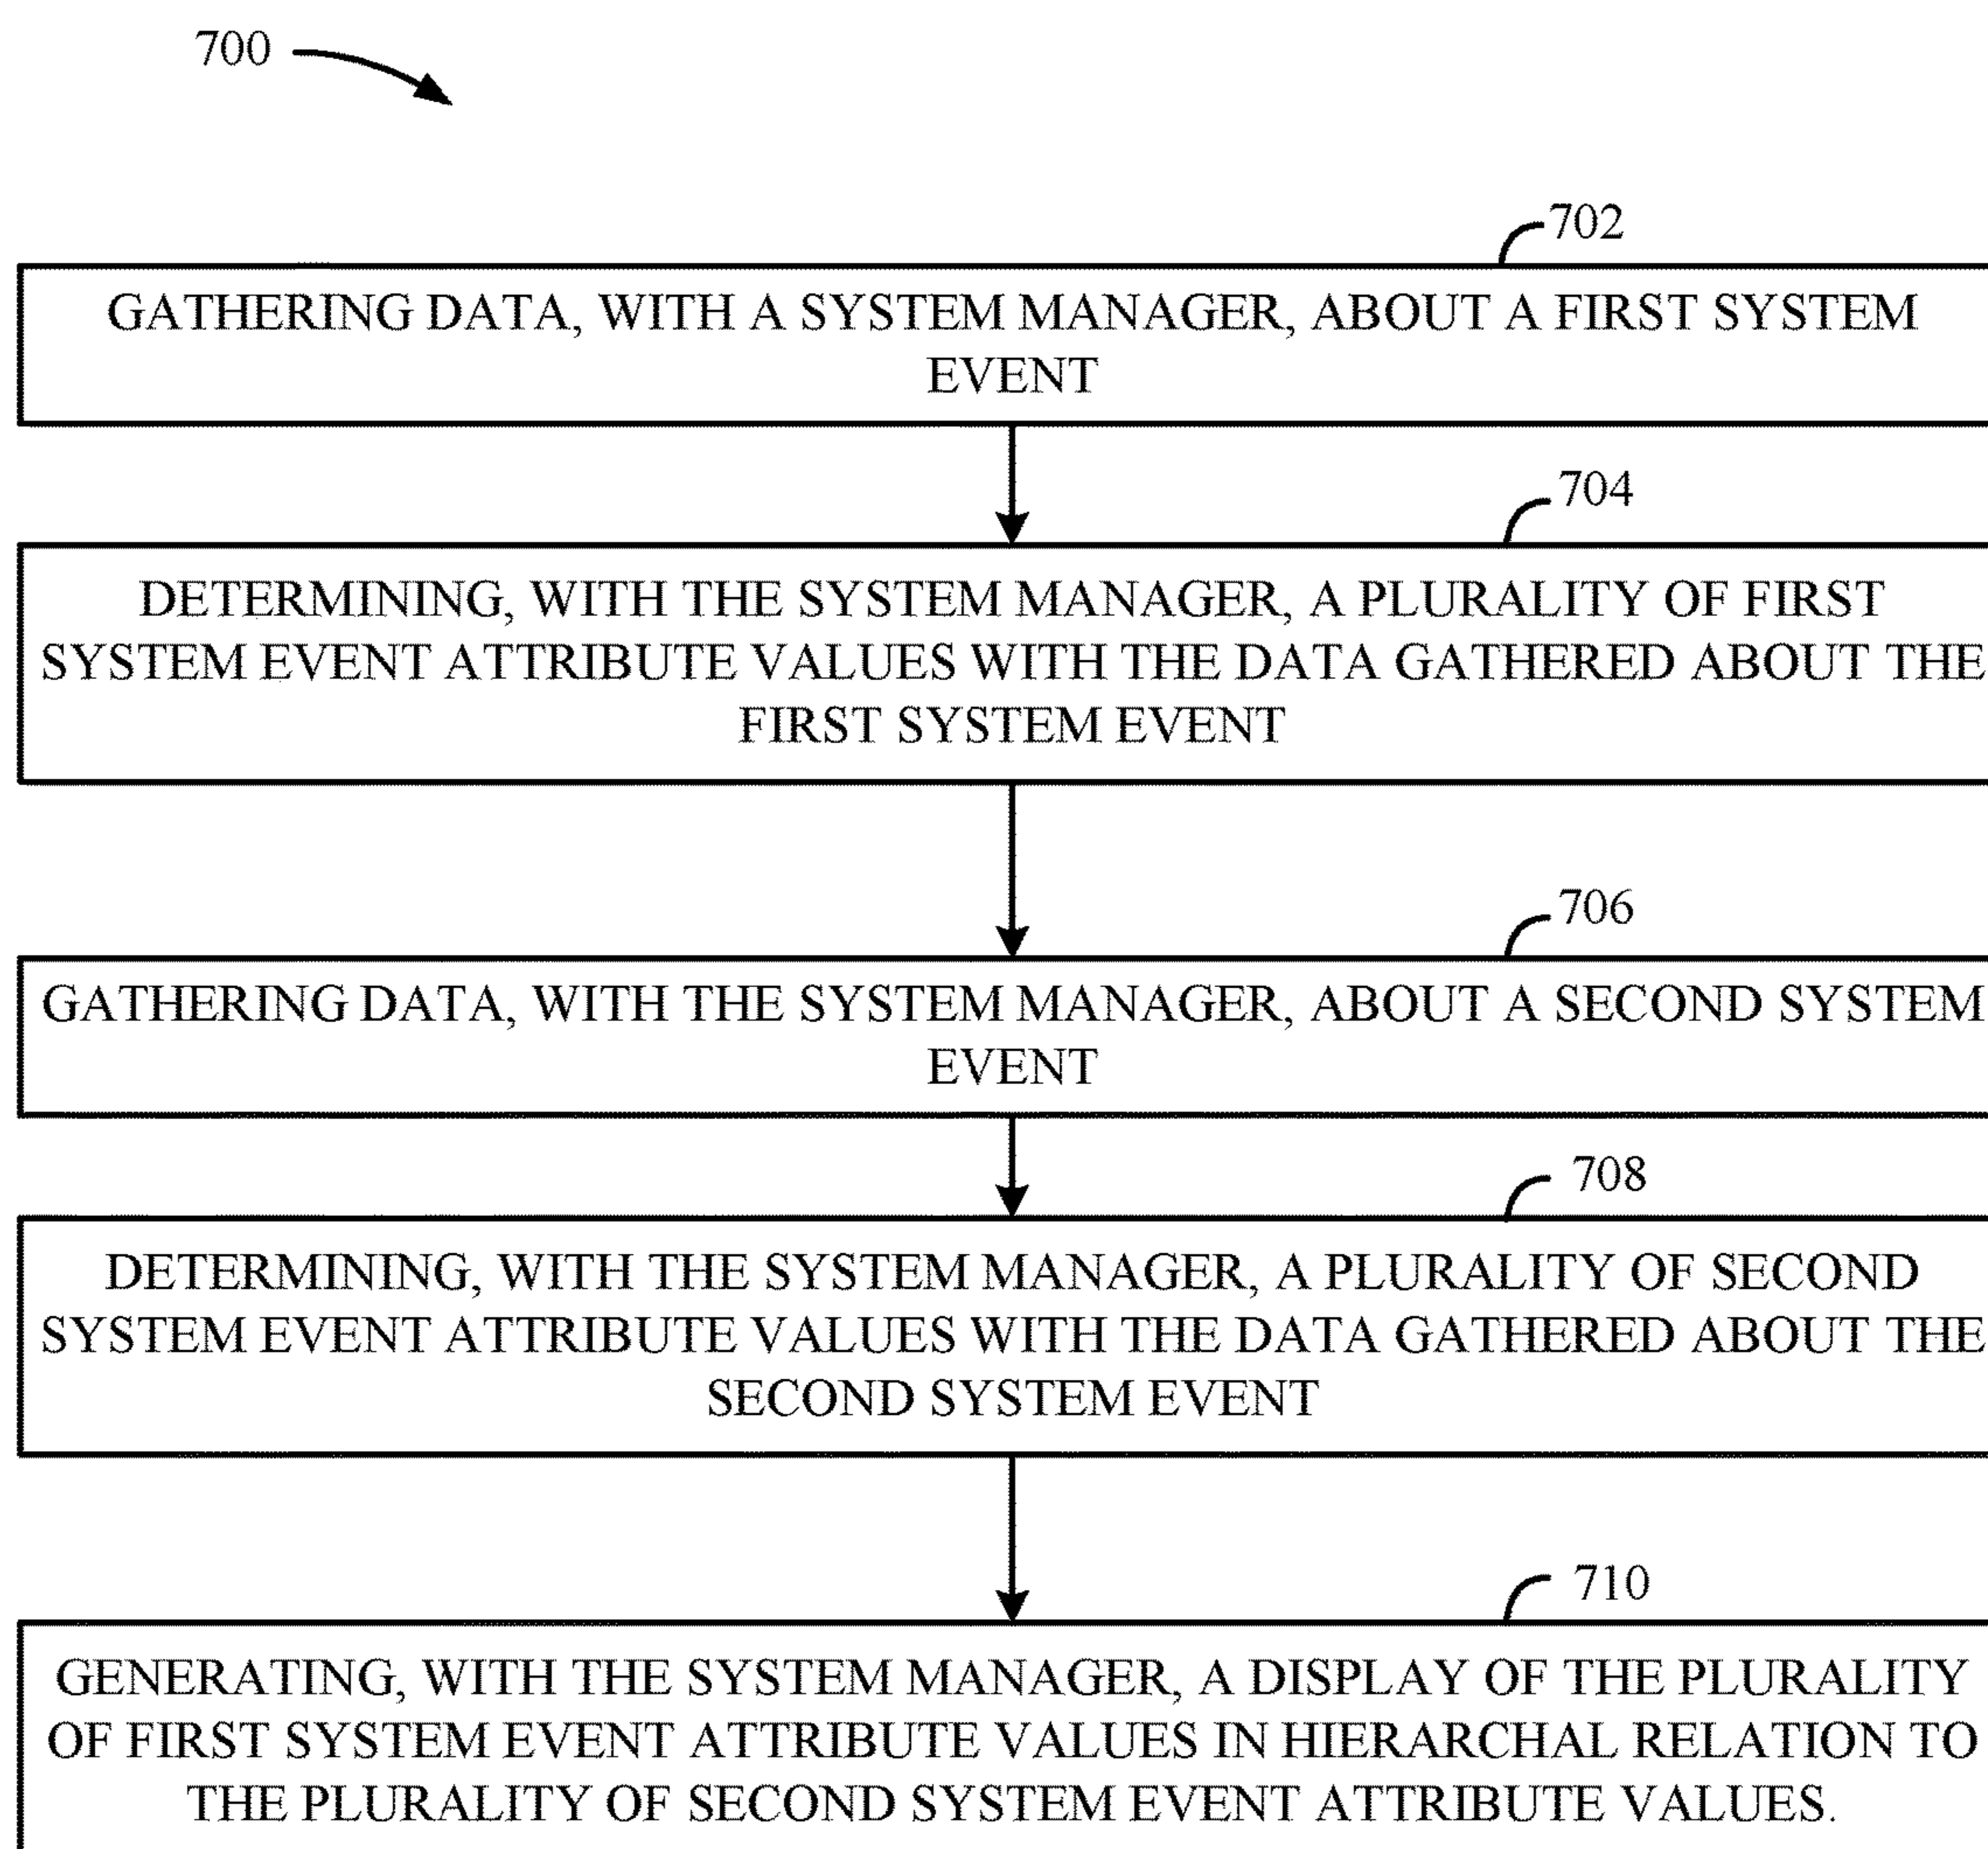 700
702
GATHERING DATA, WITH A SYSTEM MANAGER, ABOUT A FIRST SYSTEM
EVENT
704
DETERMINING, WITH THE SYSTEM MANAGER, A PLURALITY OF FIRST
SYSTEM EVENT ATTRIBUTE VALUES WITH THE DATA GATHERED ABOUT THE
FIRST SYSTEM EVENT
706
GATHERING DATA, WITH THE SYSTEM MANAGER, ABOUT A SECOND SYSTEM
EVENT
708
DETERMINING, WITH THE SYSTEM MANAGER, A PLURALITY OF SECOND
SYSTEM EVENT ATTRIBUTE VALUES WITH THE DATA GATHERED ABOUT THE
SECOND SYSTEM EVENT
710
GENERATING, WITH THE SYSTEM MANAGER, A DISPLAY OF THE PLURALITY
OF FIRST SYSTEM EVENT ATTRIBUTE VALUES IN HIERARCHAL RELATION TO
THE PLURALITY OF SECOND SYSTEM EVENT ATTRIBUTE VALUES.